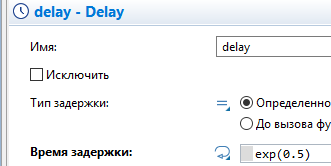 delay - Delay
Имя: delay
Исключить
Тип задержки: Определенно
До вызова фу
Время задержки: exp(0.5)